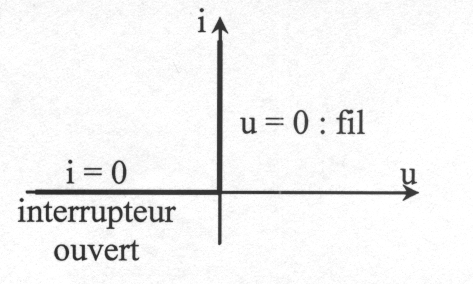 i
u = 0 : fil
i = 0
u
interrupteur
ouvert